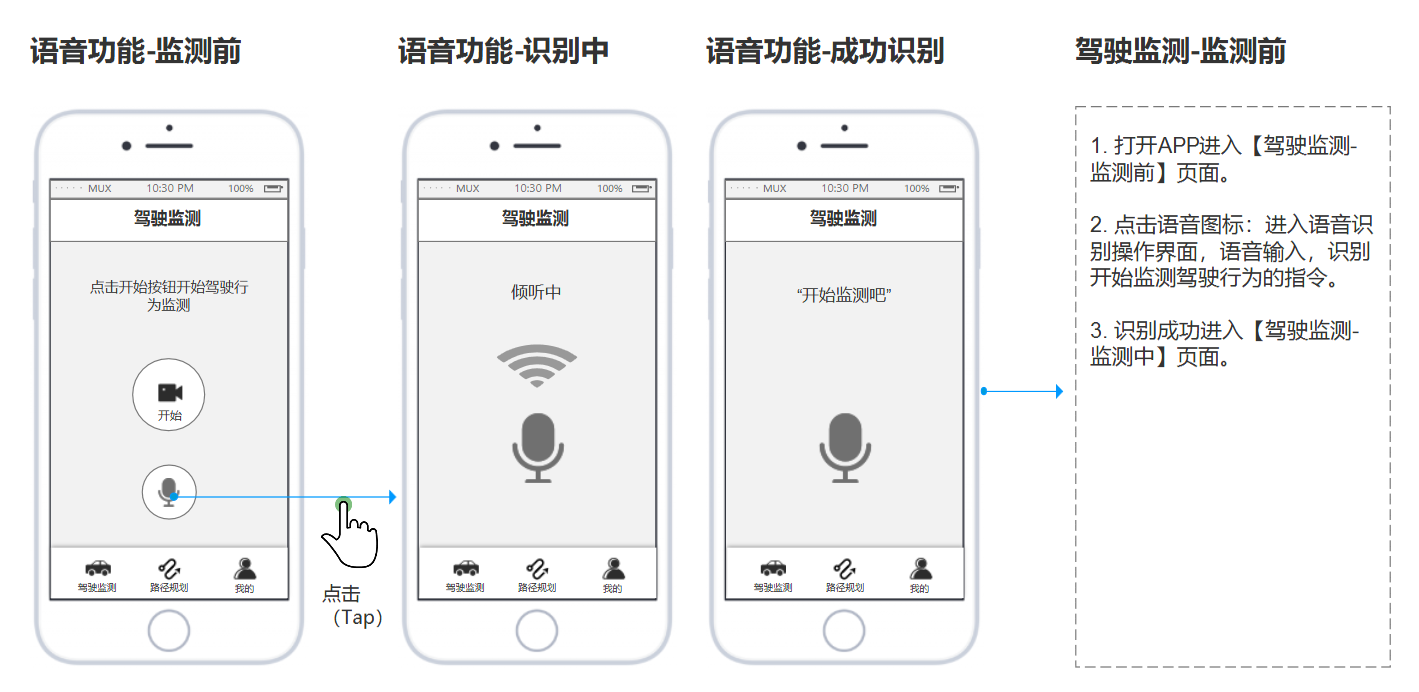 语音功能-监测前
语音功能-识别中
语音功能-成功识别
驾驶监测-监测前
MUX 10:30 PM 100%
驾驶监测
点击开始按钮开始驾驶行
为监测
开始
驾驶监测 路径规划 我的
点击
（Tap）
MUX 10:30 PM 100%
驾驶监测
倾听中
驾驶监测 路径规划 我的
MUX 10:30 PM 100%
驾驶监测
“开始监测吧”
驾驶监测 路径规划 我的
1. 打开APP进入【驾驶监测-
监测前】页面。
2. 点击语音图标：进入语音识
别操作界面，语音输入，识别
开始监测驾驶行为的指令。
3. 识别成功进入【驾驶监测-
监测中】页面。